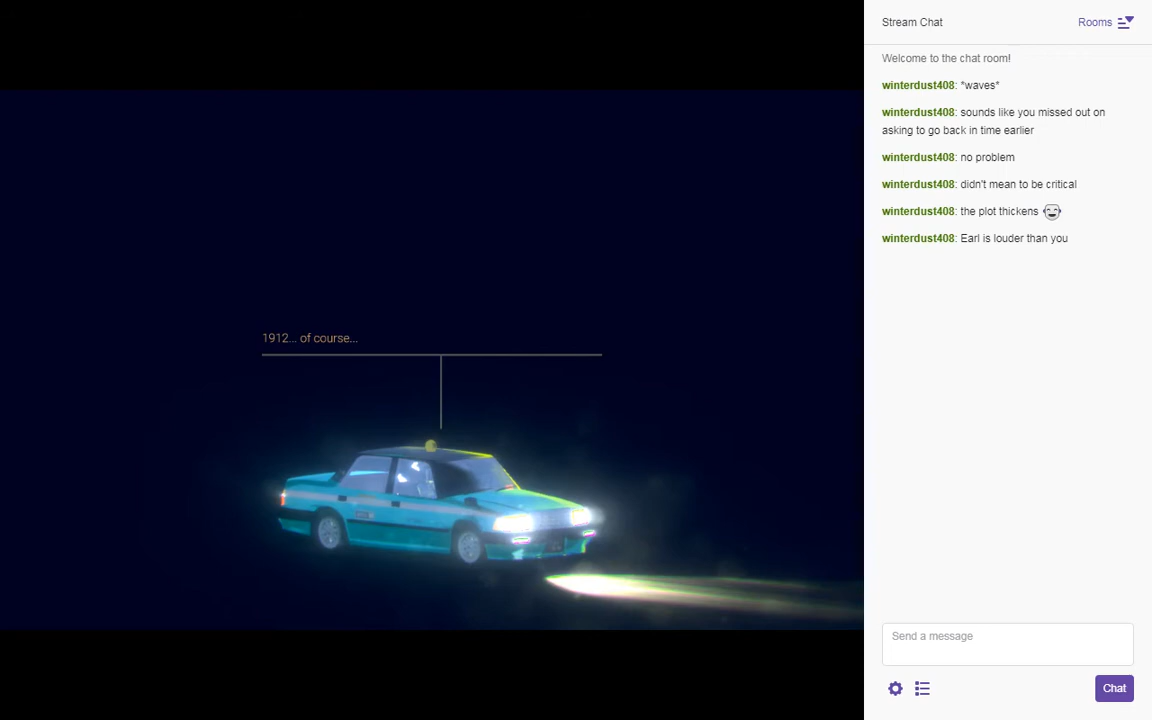 Stream Chat
Rooms
Welcome to the chat room!
winterdust408: *waves*
winterdust408: sounds like you missed out on
asking to go back in time earlier
winterdust408: no problem
winterdust408: didn't mean to be critical
winterdust408: the plot thickens
winterdust408: Earl is louder than you
1912... of course...
Send a message
Chat